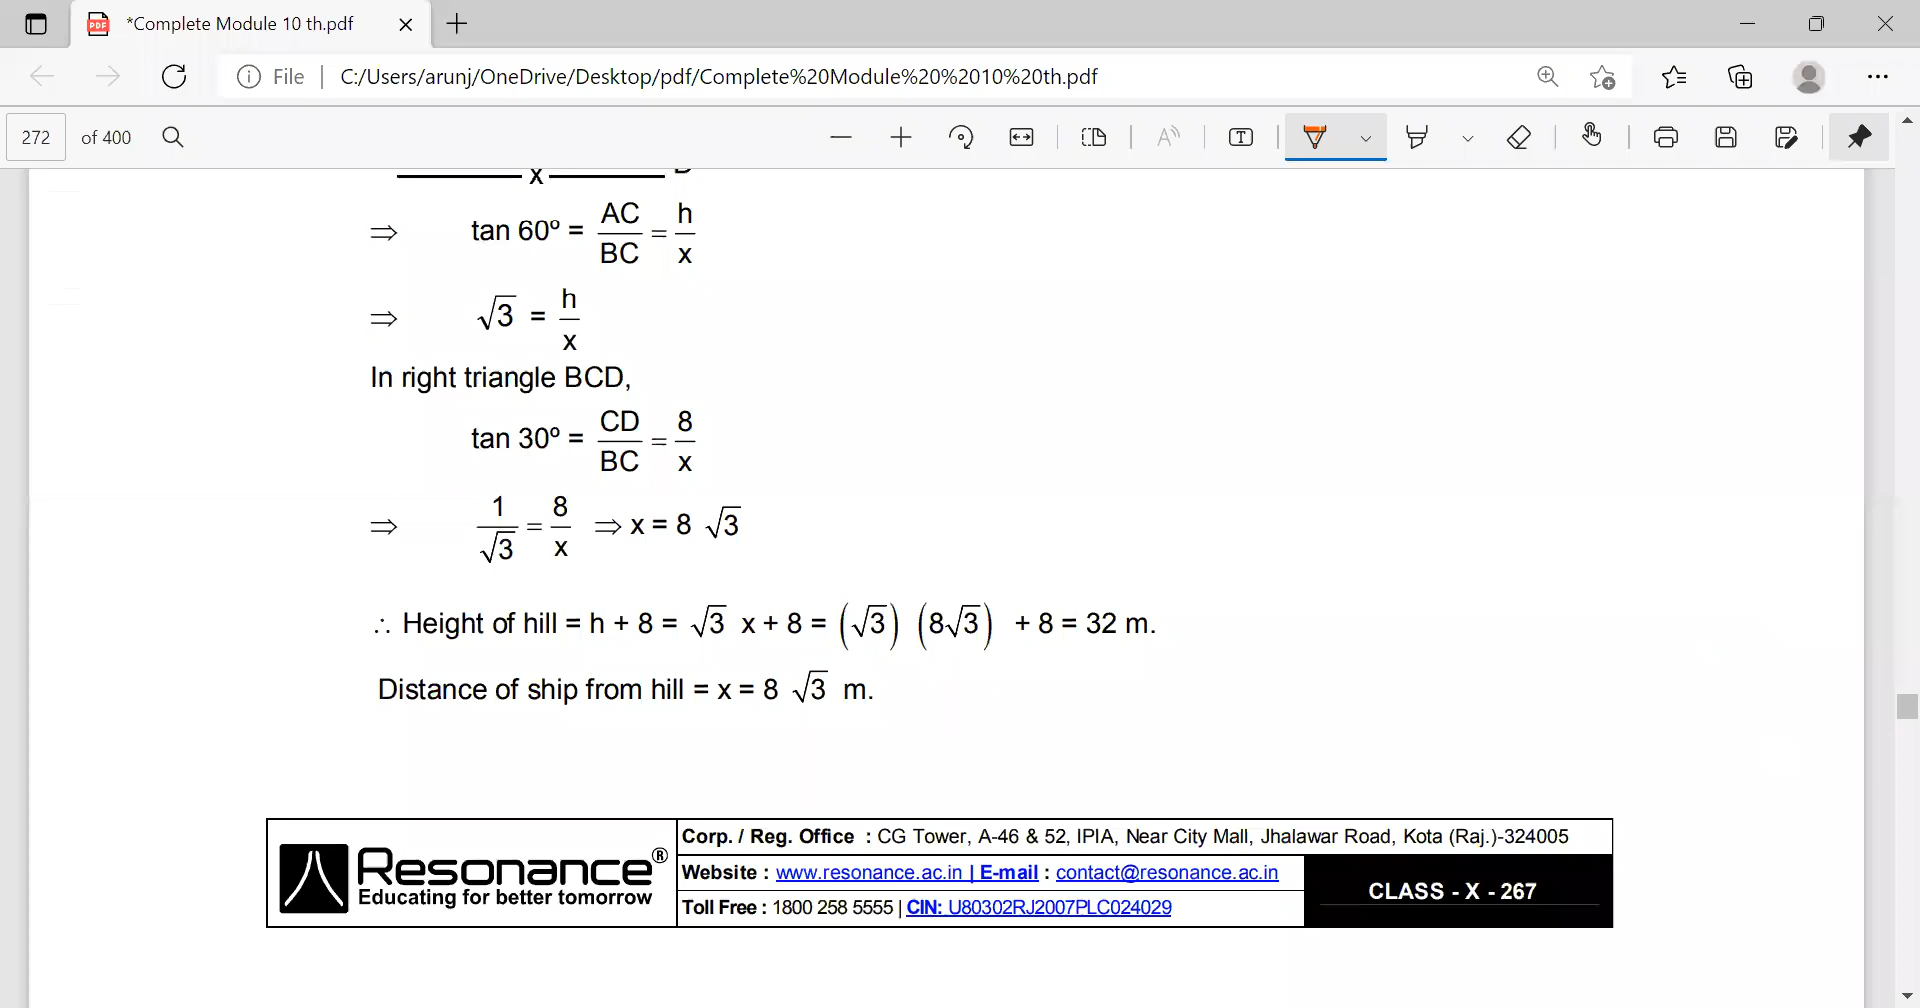 *Complete Module 10 th.pdf
File | C:/Users/arunj/OneDrive/Desktop/pdf/Complete%20Module%20%2010%20th.pdf
272 of 400
x
⇒ tan 60º = AC/BC = h/x
⇒ √3 = h/x
In right triangle BCD,
tan 30º = CD/BC = 8/x
⇒ 1/√3 = 8/x ⇒ x = 8 √3
∴ Height of hill = h + 8 = √3 x + 8 = (√3) (8√3) + 8 = 32 m.
Distance of ship from hill = x = 8 √3 m.
Resonance®
Educating for better tomorrow
Corp. / Reg. Office : CG Tower, A-46 & 52, IPIA, Near City Mall, Jhalawar Road, Kota (Raj.)-324005
Website : www.resonance.ac.in | E-mail : contact@resonance.ac.in
Toll Free : 1800 258 5555 | CIN: U80302RJ2007PLC024029
CLASS - X - 267